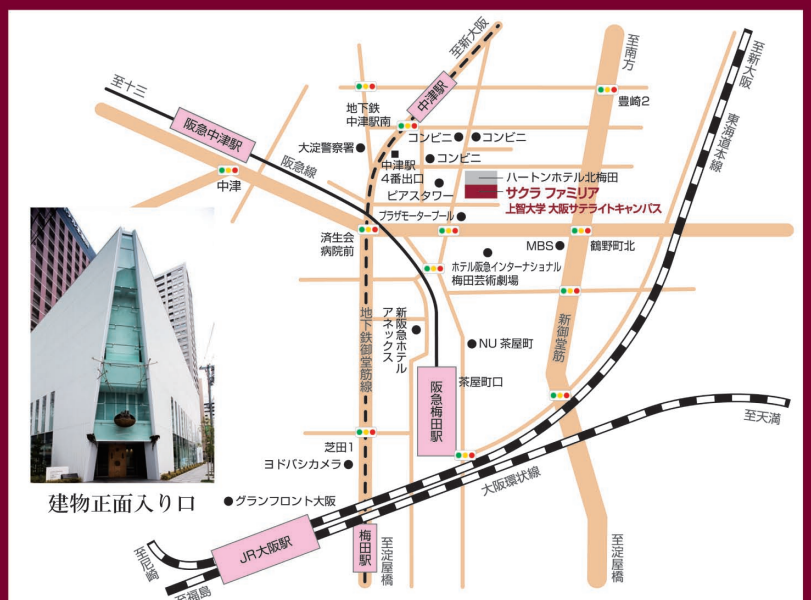 至新大阪
至十三
中津駅
地下鉄
中津駅南
至南方
豊崎2
至新大阪
東海道本線
阪急中津駅
阪急線
大淀警察署
コンビニ
コンビニ
コンビニ
中津駅
4番出口
ピアスタワー
ハートンホテル北梅田
サクラ ファミリア
上智大学 大阪サテライトキャンパス
中津
プラザモータープール
済生会
病院前
MBS
鶴野町北
ホテル阪急インターナショナル
梅田芸術劇場
地下鉄御堂筋線
新阪急ホテル
アネックス
新御堂筋
NU 茶屋町
茶屋町口
阪急梅田駅
至天満
芝田1
ヨドバシカメラ
大阪環状線
建物正面入り口
グランフロント大阪
JR大阪駅
梅田駅
至淀屋橋
至淀屋橋
至尼崎
至福島